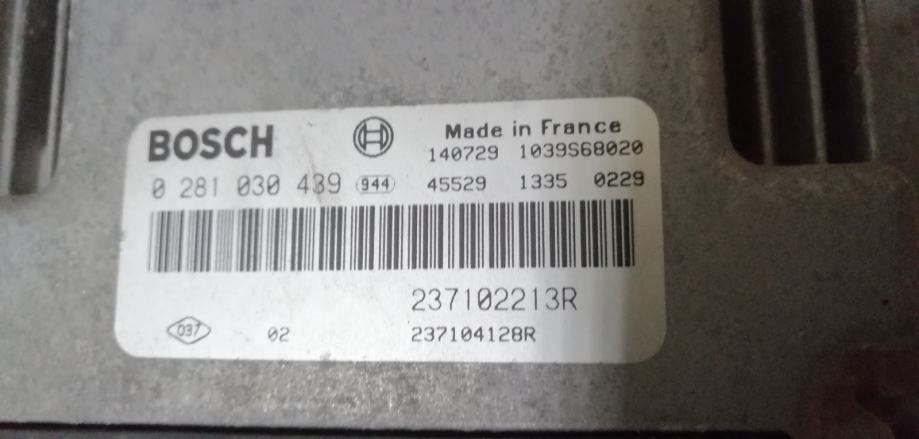 BOSCH
Made in France
140729 1039S68020
0 281 030 439 944 45529 1335 0229
237102213R
037 02 237104128R